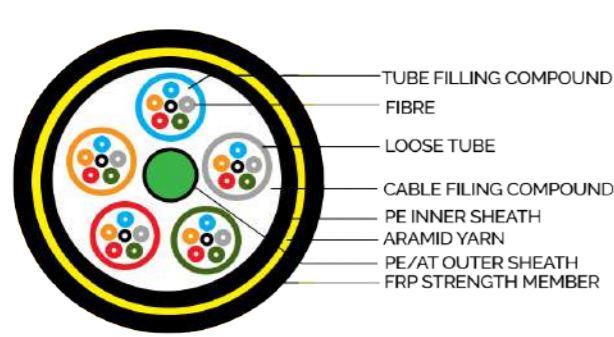 TUBE FILLING COMPOUND
FIBRE
LOOSE TUBE
CABLE FILING COMPOUND
PE INNER SHEATH
ARAMID YARN
PE/AT OUTER SHEATH
FRP STRENGTH MEMBER